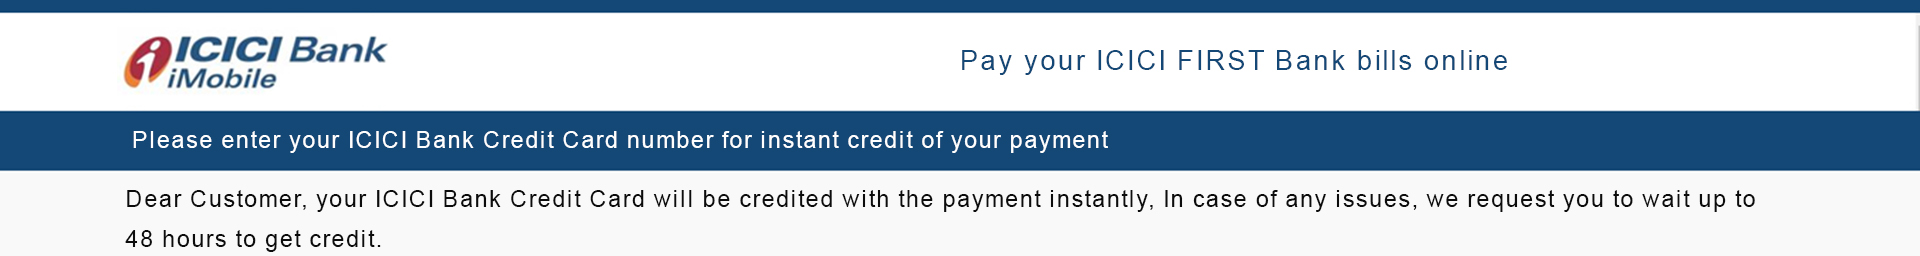 ICICI Bank
iMobile
Pay your ICICI FIRST Bank bills online
Please enter your ICICI Bank Credit Card number for instant credit of your payment
Dear Customer, your ICICI Bank Credit Card will be credited with the payment instantly, In case of any issues, we request you to wait up to
48 hours to get credit.